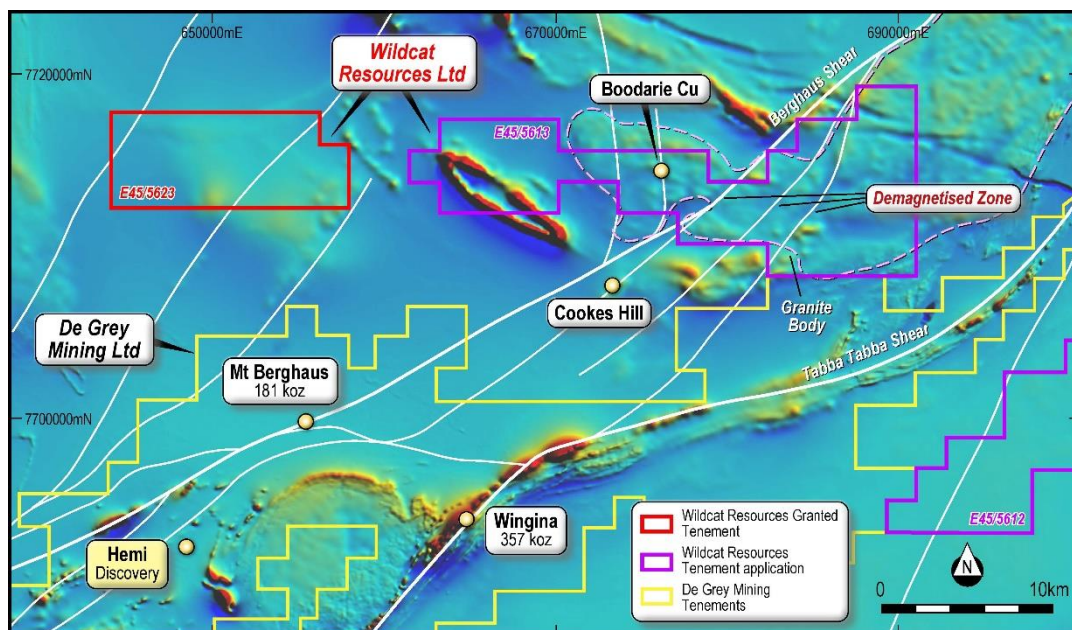 650000mE
670000mE
690000mE
7720000mN
Wildcat
Resources Ltd
Boodarie Cu
Berghaus Shear
E45/5613
E45/5623
Demagnetised Zone
Cookes Hill
Granite
Body
De Grey
Mining Ltd
Tabba Tabba Shear
Mt Berghaus
181 koz
7700000mN
Wingina
357 koz
Hemi
Discovery
E45/5612
Wildcat Resources Granted
Tenement
Wildcat Resources
Tenement application
De Grey Mining
Tenements
N
0
10km